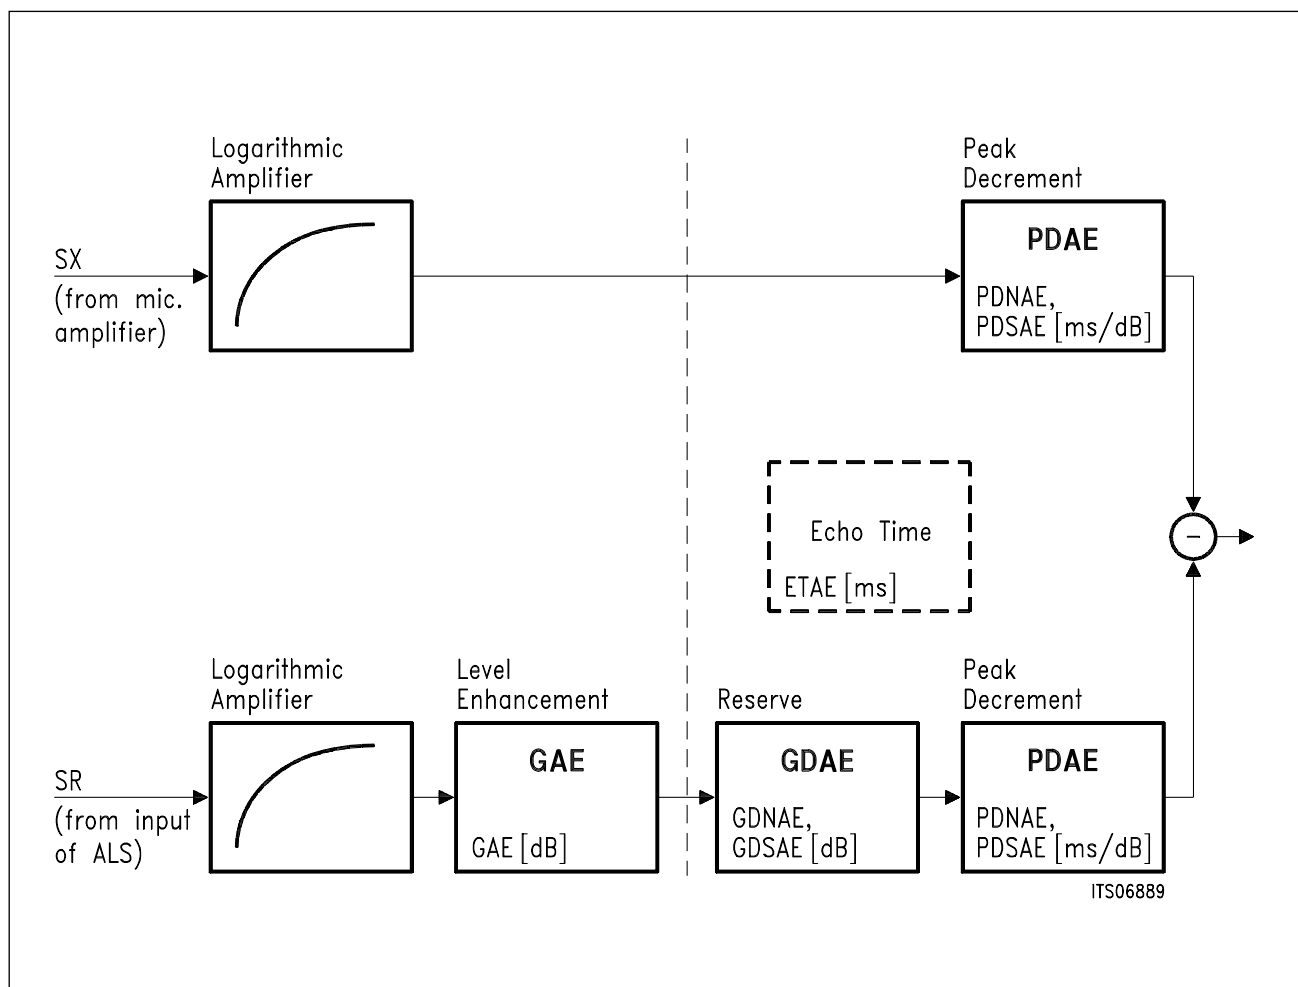 Logarithmic
Amplifier
Peak
Decrement
SX
(from mic.
amplifier)
PDAE
PDNAE,
PDSAE [ms/dB]
Echo Time
ETAE [ms]
-
Logarithmic
Amplifier
Level
Enhancement
Reserve
Peak
Decrement
SR
(from input
of ALS)
GAE
GAE [dB]
GDAE
GDNAE,
GDSAE [dB]
PDAE
PDNAE,
PDSAE [ms/dB]
ITS06889